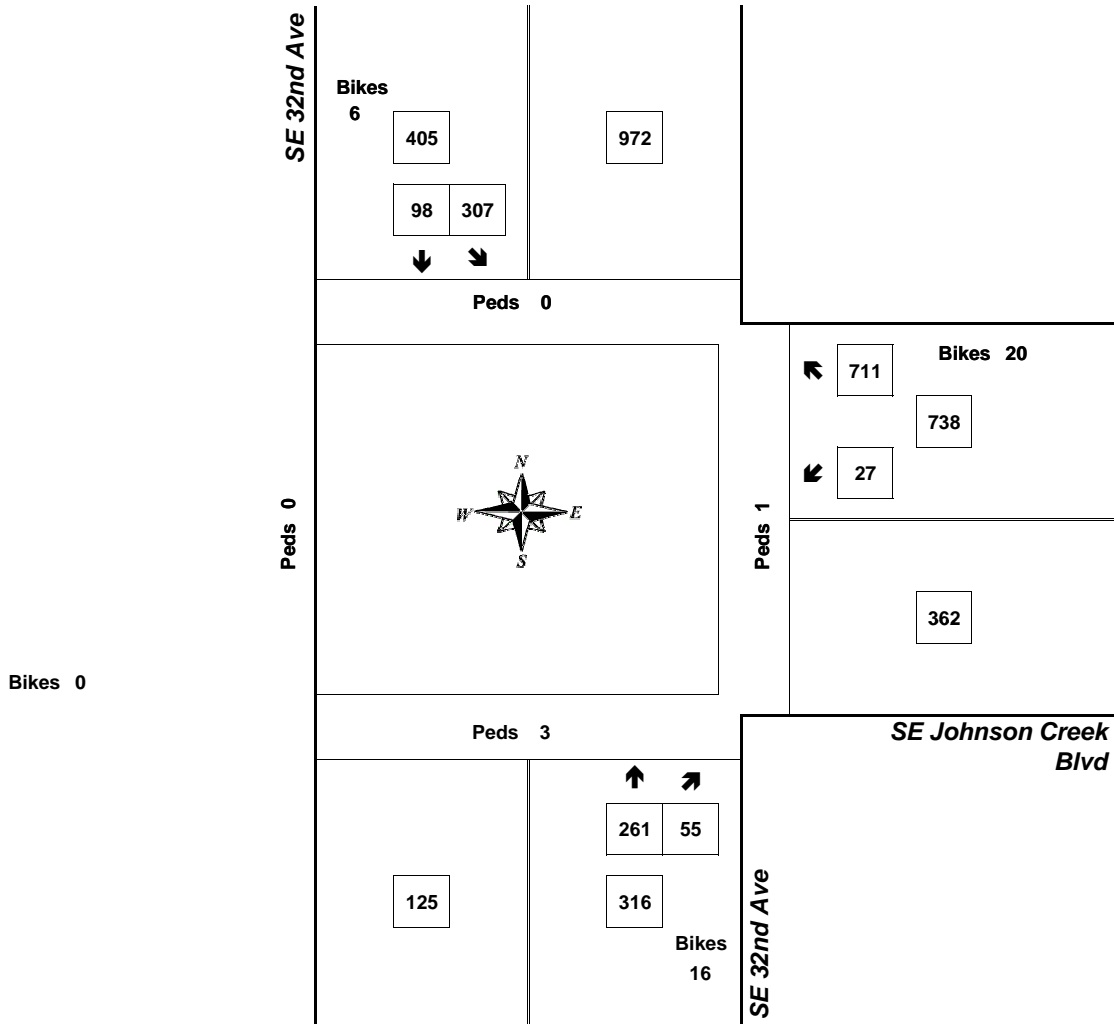 SE 32nd Ave
Bikes
6
405
972
98 307
Peds 0
Bikes 20
711
738
27
N
W E
S
Peds 0
Peds 1
362
Bikes 0
Peds 3
SE Johnson Creek
Blvd
261 55
125
316
Bikes
16
SE 32nd Ave